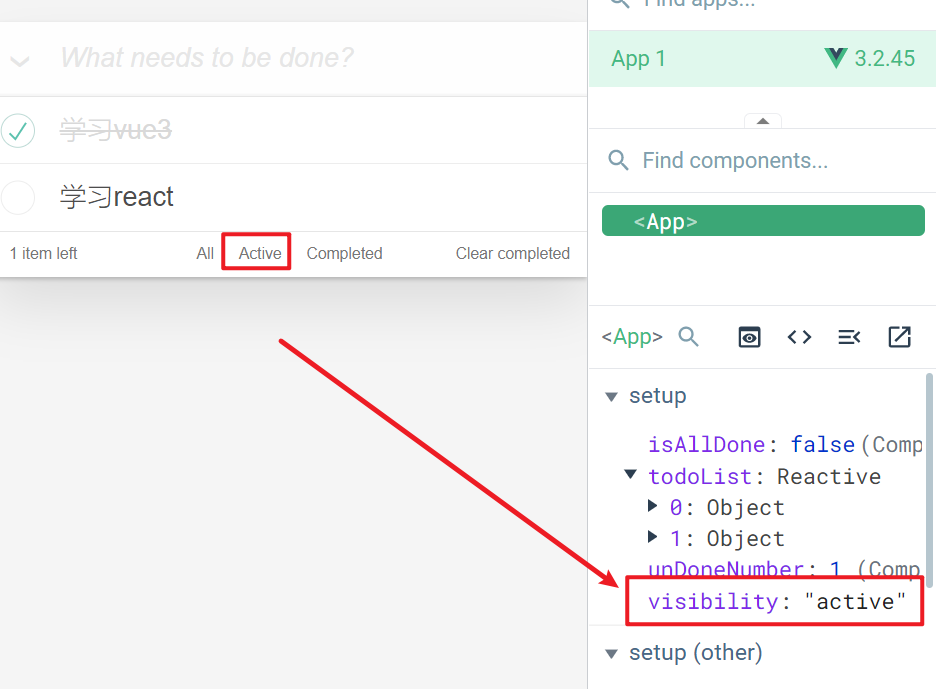 Find apps...
What needs to be done?
App 1
3.2.45
学习vue3
Find components...
学习react
<App>
1 item left
All
Active
Completed
Clear completed
<App>
setup
isAllDone: false (Comp
todoList: Reactive
0: Object
1: Object
unDoneNumber: 1 (Comp
visibility: "active"
setup (other)